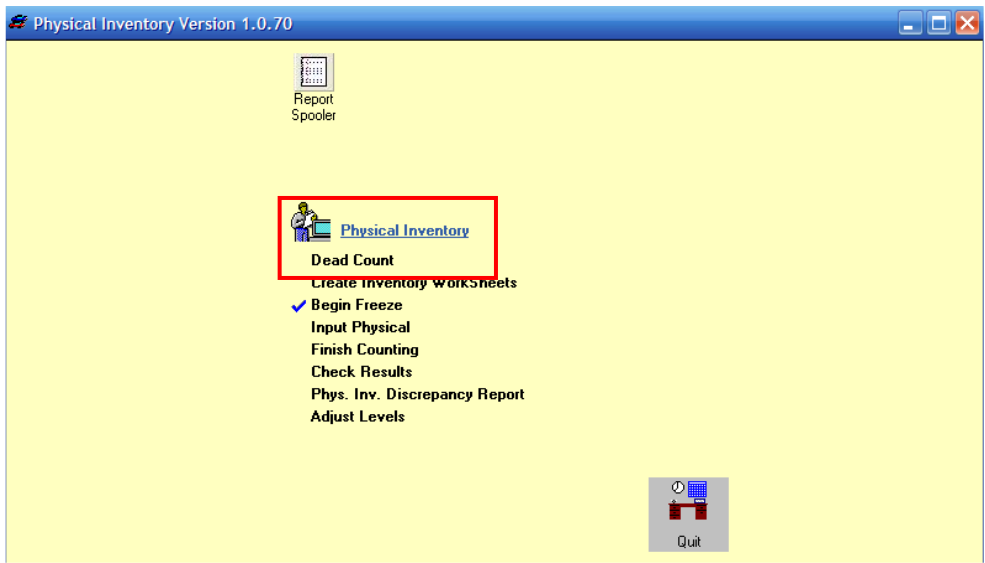 Physical Inventory Version 1.0.70
Report
Spooler
Physical Inventory
Dead Count
Create Inventory WorkSheets
Begin Freeze
Input Physical
Finish Counting
Check Results
Phys. Inv. Discrepancy Report
Adjust Levels
Quit